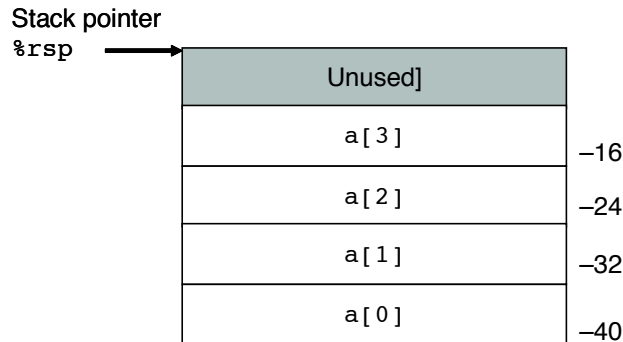 Stack pointer
%rsp
Unused]
a[3]
–16
a[2]
–24
a[1]
–32
a[0]
–40